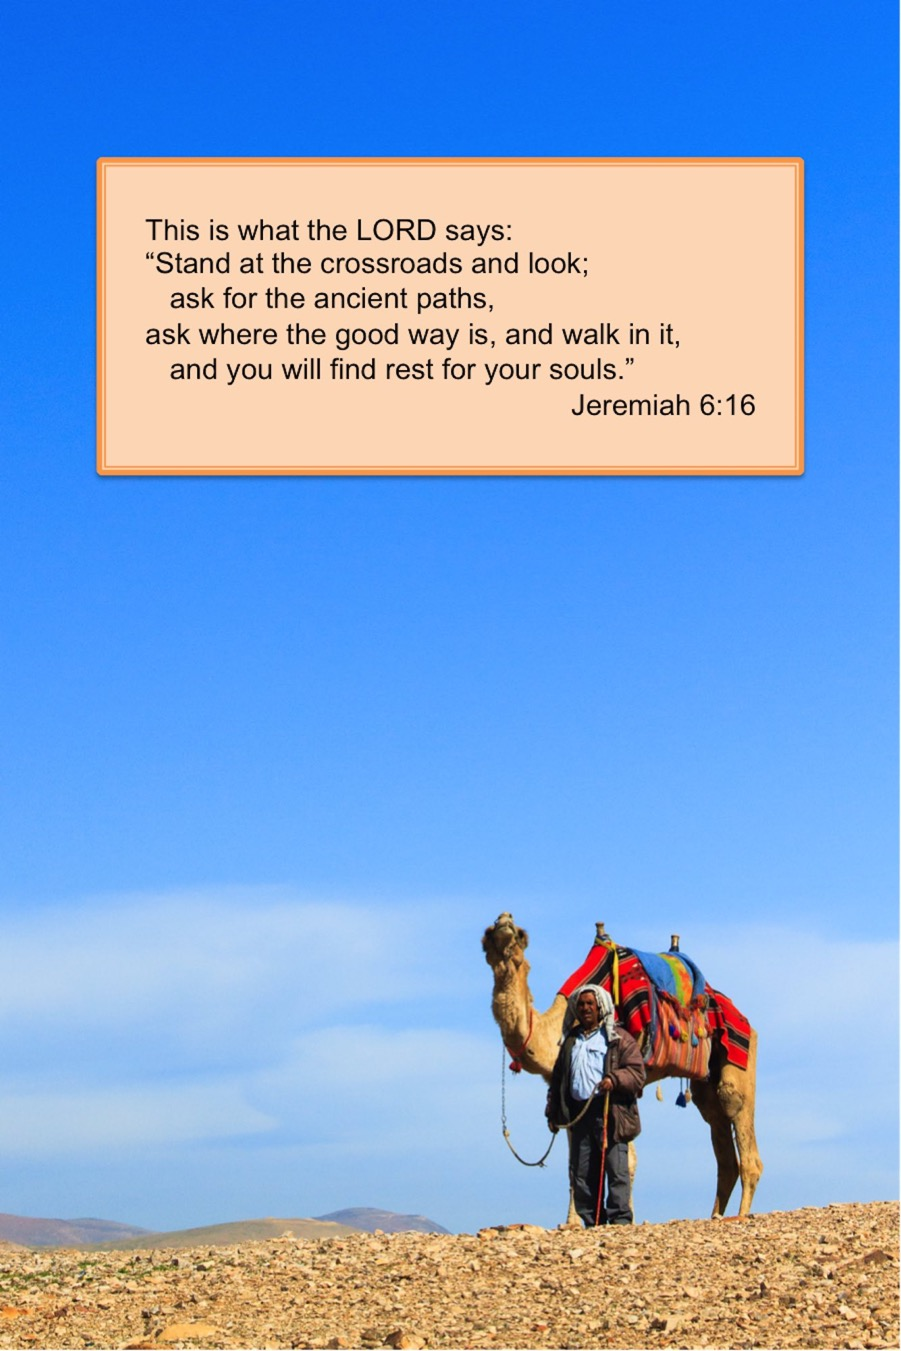 This is what the LORD says:
“Stand at the crossroads and look;
ask for the ancient paths,
ask where the good way is, and walk in it,
and you will find rest for your souls.”
Jeremiah 6:16